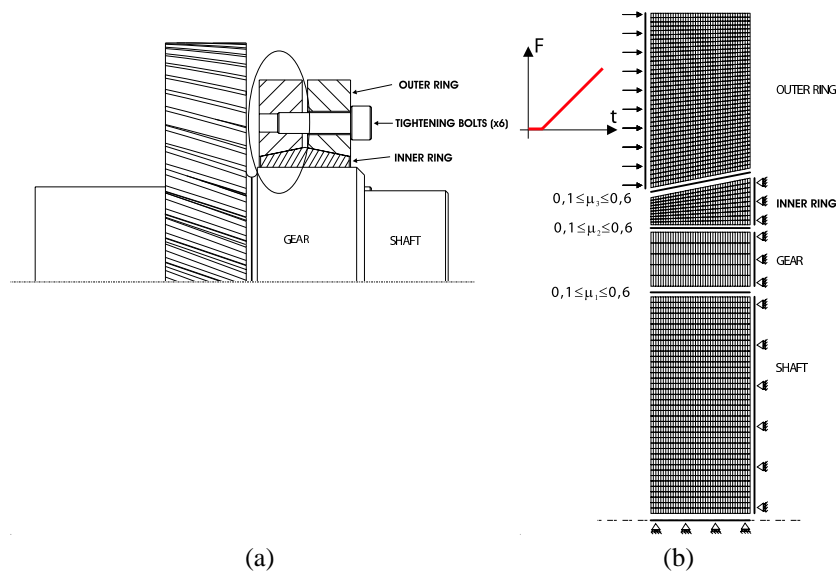 OUTER RING
TIGHTENING BOLTS (x6)
INNER RING
GEAR
SHAFT
(a)
F
t
OUTER RING
0,1≤μ₃≤0,6
INNER RING
0,1≤μ₂≤0,6
GEAR
0,1≤μ₁≤0,6
SHAFT
(b)